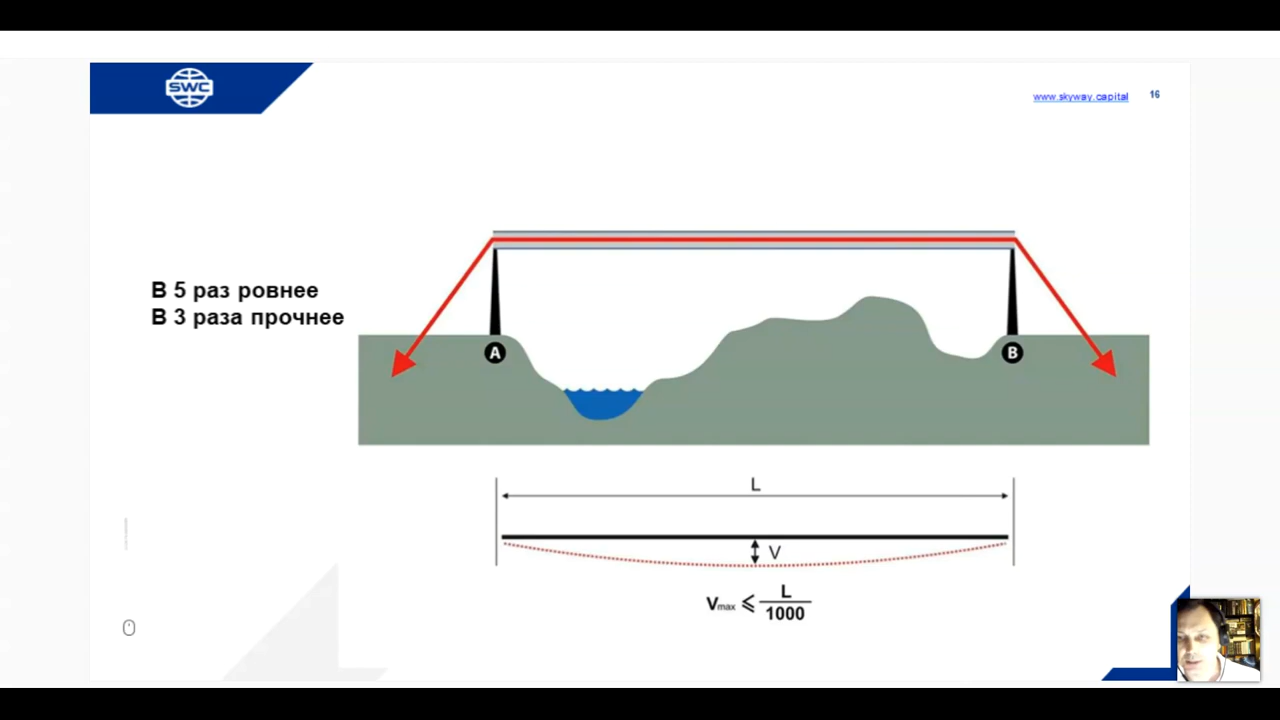 SWC
www.skyway.capital
16
В 5 раз ровнее
В 3 раза прочнее
A
B
L
V
Vmax ⩽ L/1000